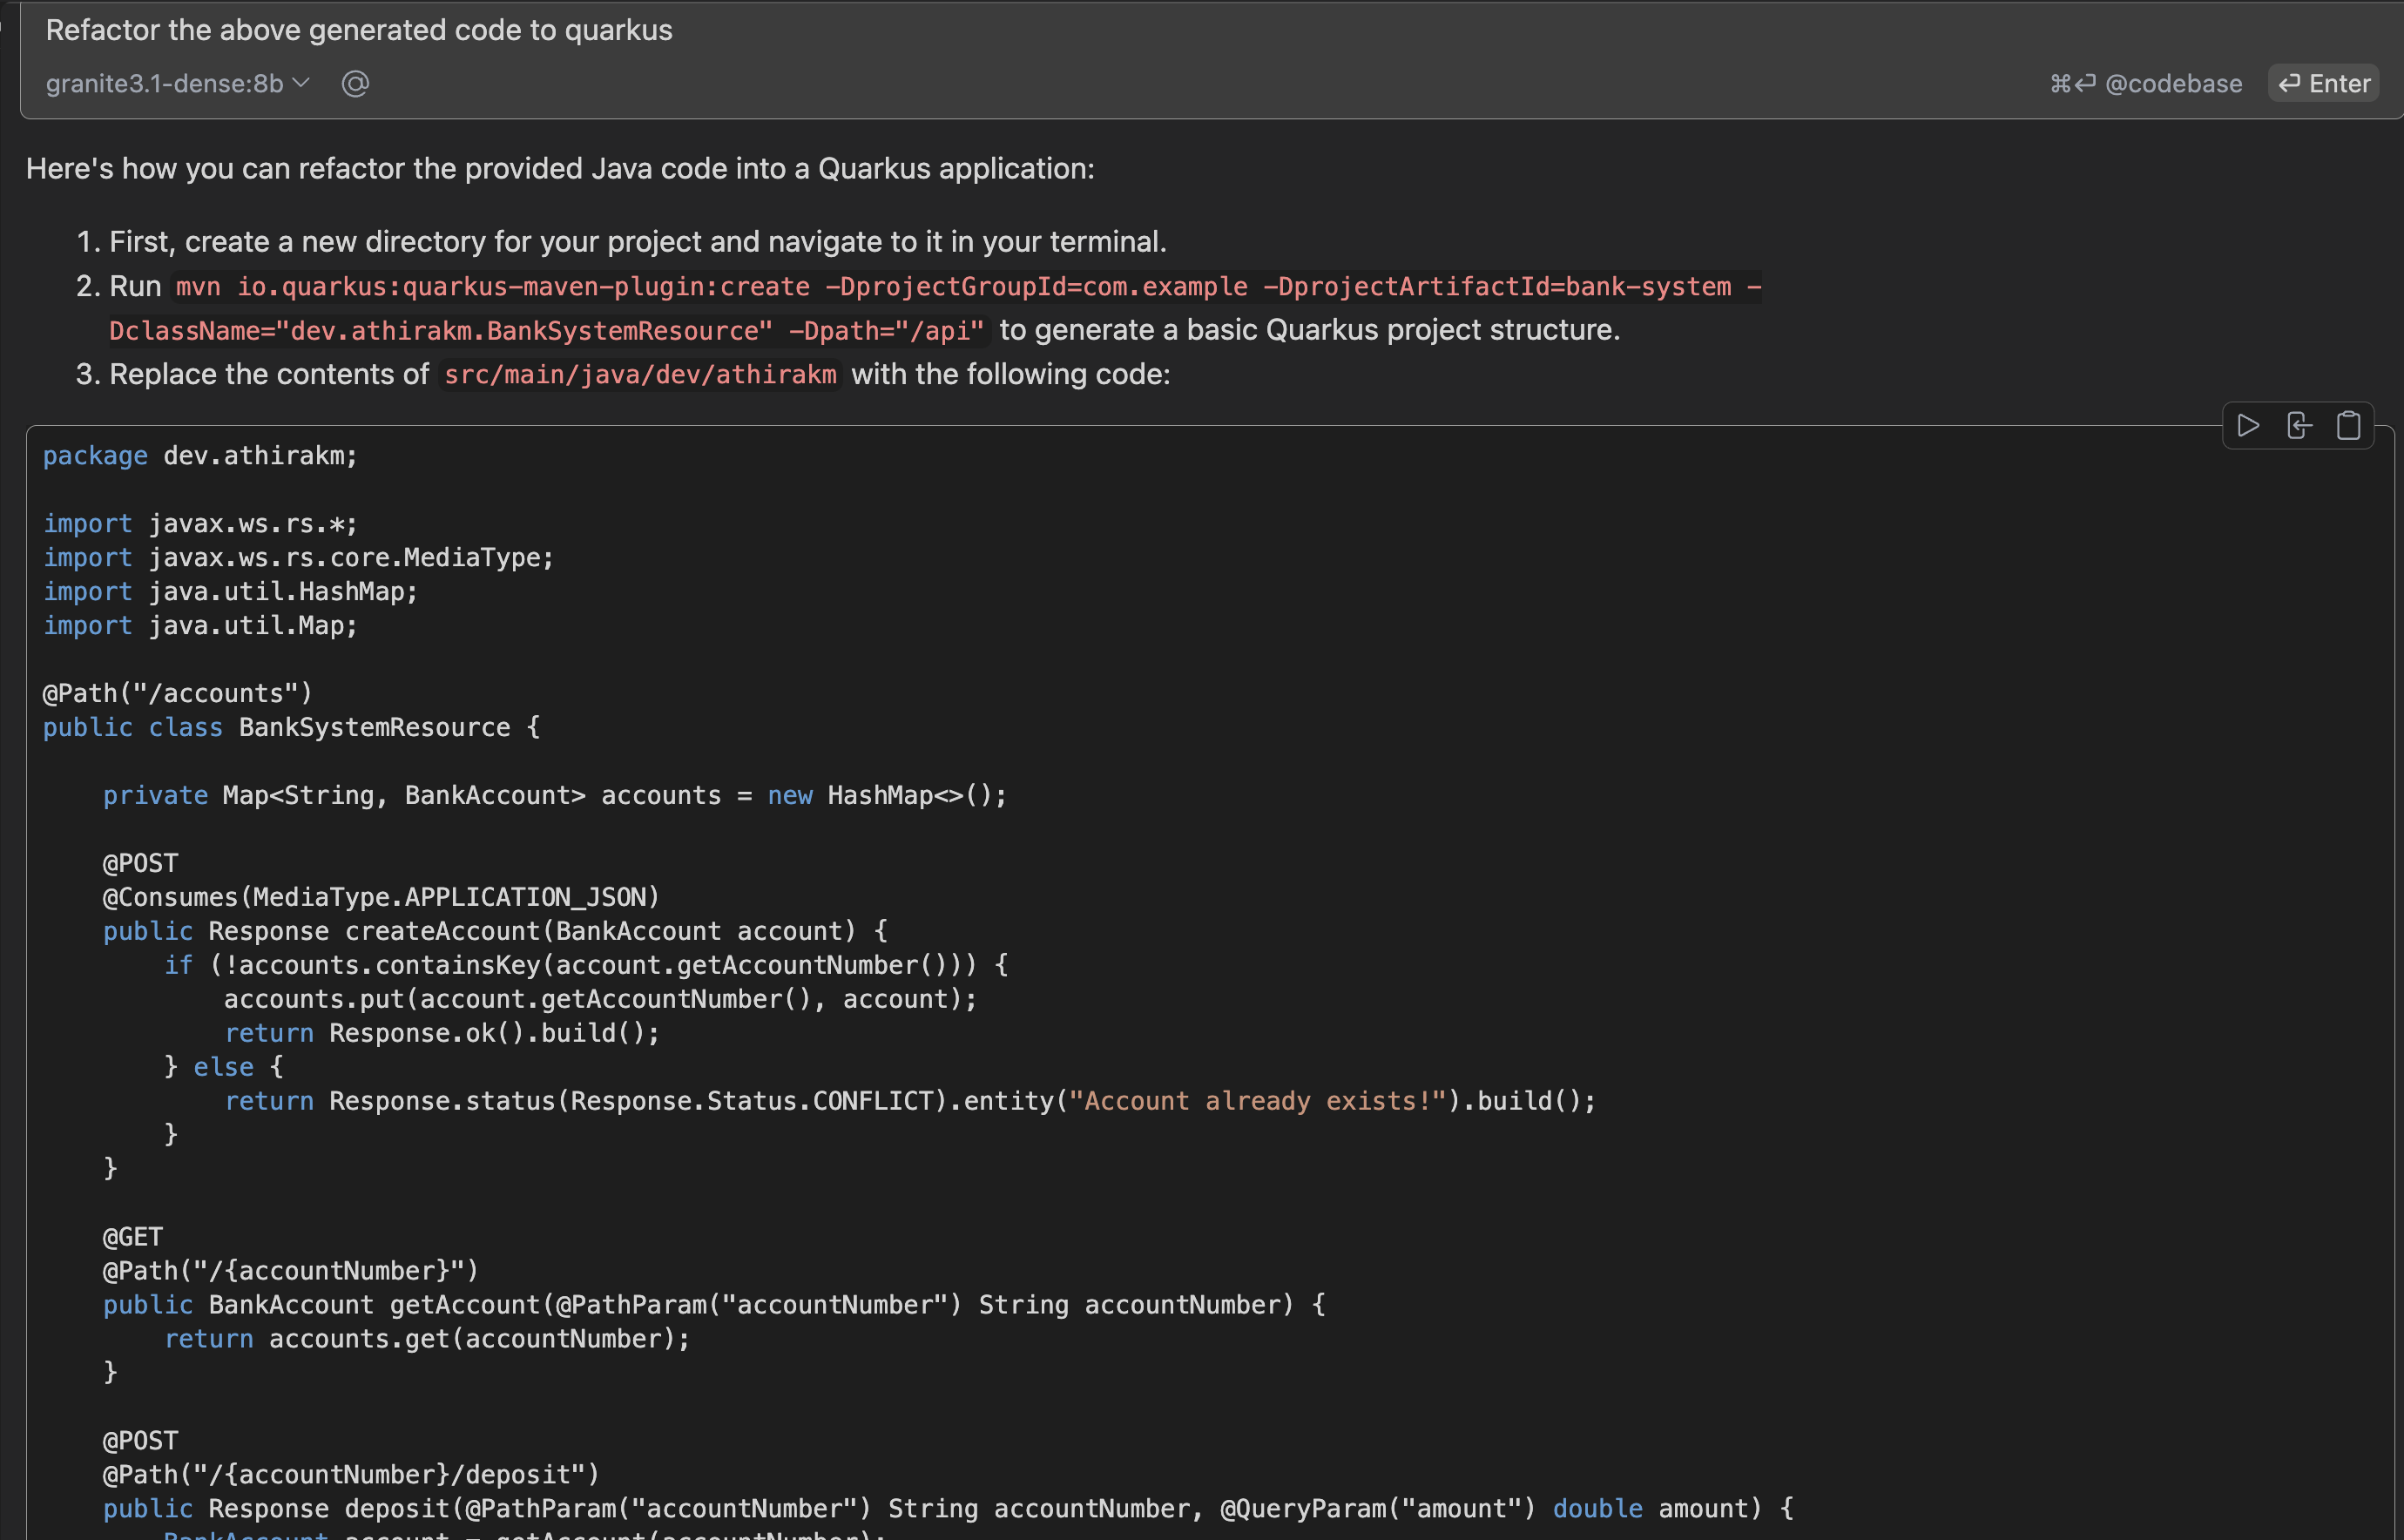 Refactor the above generated code to quarkus
granite3.1-dense:8b @ ⌘⏎ @codebase ⏎ Enter
Here's how you can refactor the provided Java code into a Quarkus application:
1. First, create a new directory for your project and navigate to it in your terminal.
2. Run mvn io.quarkus:quarkus-maven-plugin:create -DprojectGroupId=com.example -DprojectArtifactId=bank-system -
DclassName="dev.athirakm.BankSystemResource" -Dpath="/api" to generate a basic Quarkus project structure.
3. Replace the contents of src/main/java/dev/athirakm with the following code:
package dev.athirakm;
import javax.ws.rs.*;
import javax.ws.rs.core.MediaType;
import java.util.HashMap;
import java.util.Map;
@Path("/accounts")
public class BankSystemResource {
    private Map<String, BankAccount> accounts = new HashMap<>();
    @POST
    @Consumes(MediaType.APPLICATION_JSON)
    public Response createAccount(BankAccount account) {
        if (!accounts.containsKey(account.getAccountNumber())) {
            accounts.put(account.getAccountNumber(), account);
            return Response.ok().build();
        } else {
            return Response.status(Response.Status.CONFLICT).entity("Account already exists!").build();
        }
    }
    @GET
    @Path("/{accountNumber}")
    public BankAccount getAccount(@PathParam("accountNumber") String accountNumber) {
        return accounts.get(accountNumber);
    }
    @POST
    @Path("/{accountNumber}/deposit")
    public Response deposit(@PathParam("accountNumber") String accountNumber, @QueryParam("amount") double amount) {
        BankAccount account = getAccount(accountNumber);